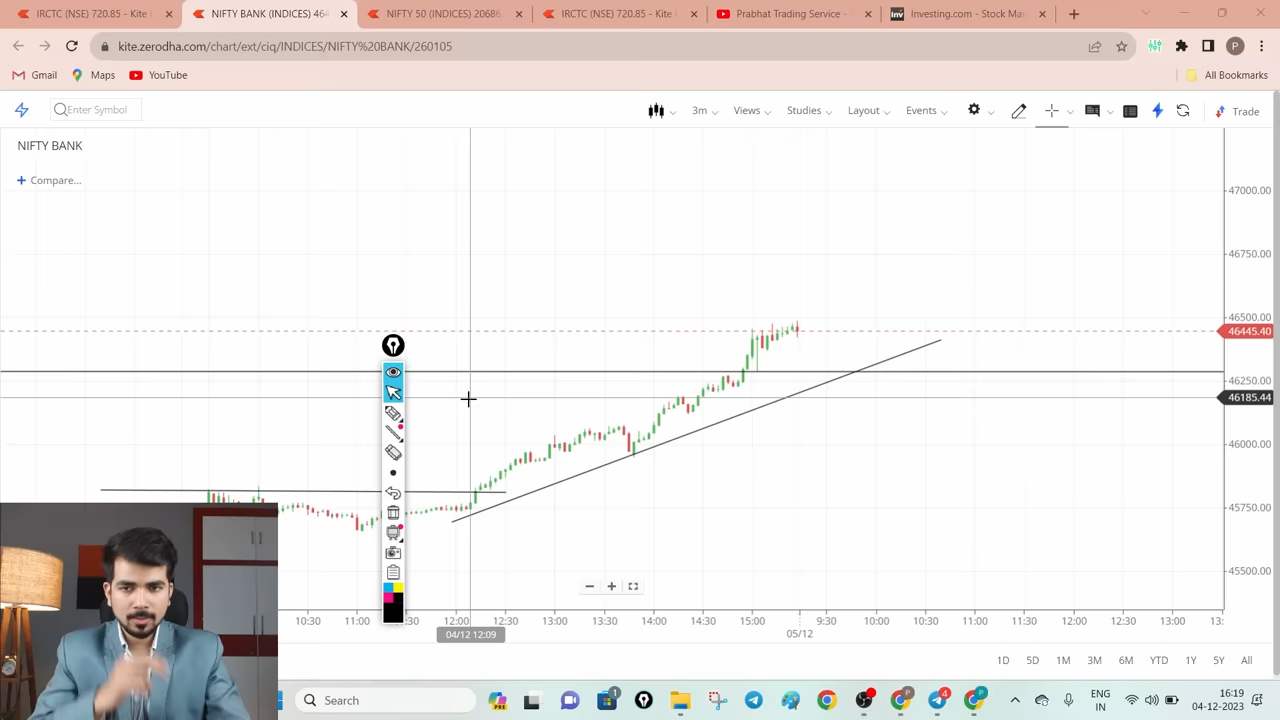 IRCTC (NSE) 720.85 - Kite
NIFTY BANK (INDICES) 464
NIFTY 50 (INDICES) 20686
IRCTC (NSE) 720.85 - Kite
Prabhat Trading Service -
Investing.com - Stock Ma
kite.zerodha.com/chart/ext/ciq/INDICES/NIFTY%20BANK/260105
P
Gmail
Maps
YouTube
All Bookmarks
Enter Symbol
3m
Views
Studies
Layout
Events
Trade
NIFTY BANK
+ Compare...
47000.00
46750.00
46500.00
46445.40
46250.00
46185.44
46000.00
45750.00
45500.00
10:30
11:00
11:30
12:00
12:30
13:00
13:30
14:00
14:30
15:00
9:30
10:00
10:30
11:00
11:30
12:00
12:30
13:00
13:
04/12 12:09
05/12
1D
5D
1M
3M
6M
YTD
1Y
5Y
All
Search
1
4
ENG
IN
16:19
04-12-2023